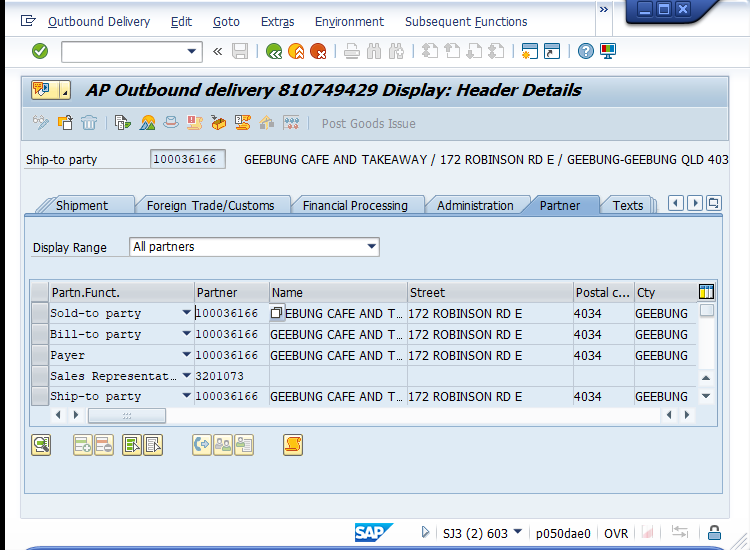 Outbound Delivery Edit Goto Extras Environment Subsequent Functions »
«
AP Outbound delivery 810749429 Display: Header Details
Post Goods Issue
Ship-to party 100036166 GEEBUNG CAFE AND TAKEAWAY / 172 ROBINSON RD E / GEEBUNG-GEEBUNG QLD 403
Shipment Foreign Trade/Customs Financial Processing Administration Partner Texts
Display Range All partners
Partn.Funct. Partner Name Street Postal c... Cty
Sold-to party 100036166 EEBUNG CAFE AND T... 172 ROBINSON RD E 4034 GEEBUNG
Bill-to party 100036166 GEEBUNG CAFE AND T... 172 ROBINSON RD E 4034 GEEBUNG
Payer 100036166 GEEBUNG CAFE AND T... 172 ROBINSON RD E 4034 GEEBUNG
Sales Representat... 3201073
Ship-to party 100036166 GEEBUNG CAFE AND T... 172 ROBINSON RD E 4034 GEEBUNG
SAP SJ3 (2) 603 p050dae0 OVR